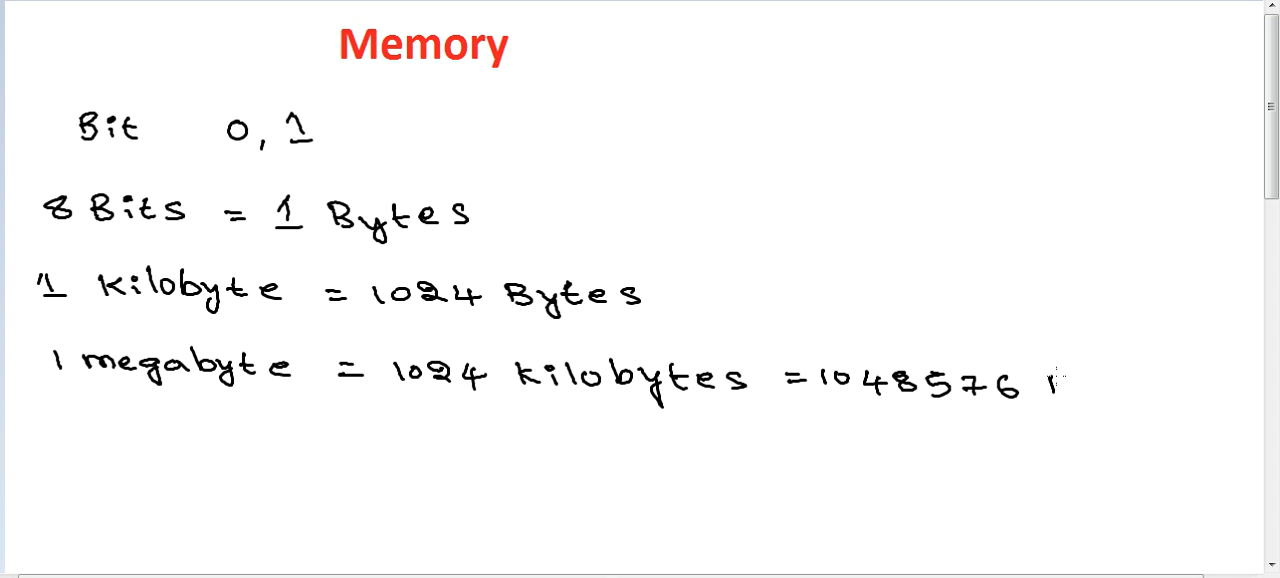 Memory
Bit 0, 1
8 Bits = 1 Bytes
1 Kilobyte = 1024 Bytes
1 megabyte = 1024 Kilobytes = 1048576